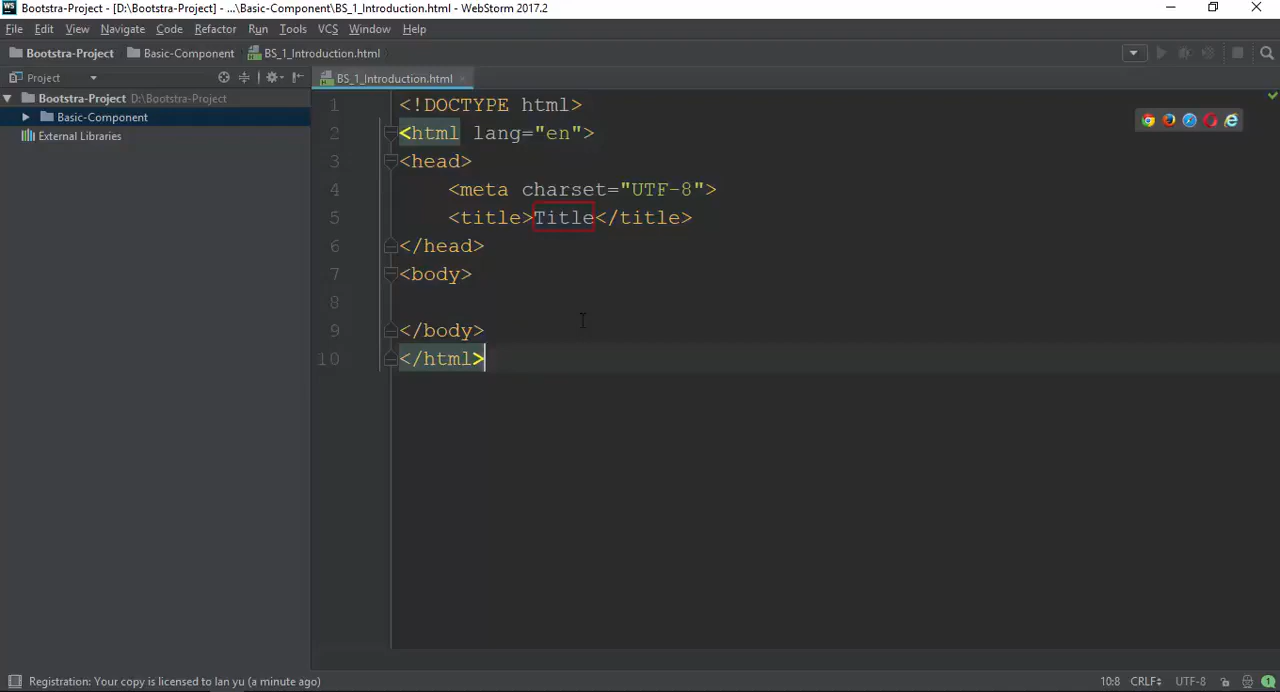 WS Bootstra-Project - [D:\Bootstra-Project] - ...\Basic-Component\BS_1_Introduction.html - WebStorm 2017.2
File Edit View Navigate Code Refactor Run Tools VCS Window Help
Bootstra-Project Basic-Component BS_1_Introduction.html
Project BS_1_Introduction.html
Bootstra-Project D:\Bootstra-Project
Basic-Component
External Libraries
1 <!DOCTYPE html>
2 <html lang="en">
3 <head>
4 <meta charset="UTF-8">
5 <title>Title</title>
6 </head>
7 <body>
8
9 </body>
10 </html>
Registration: Your copy is licensed to lan yu (a minute ago) 10:8 CRLF UTF-8 1